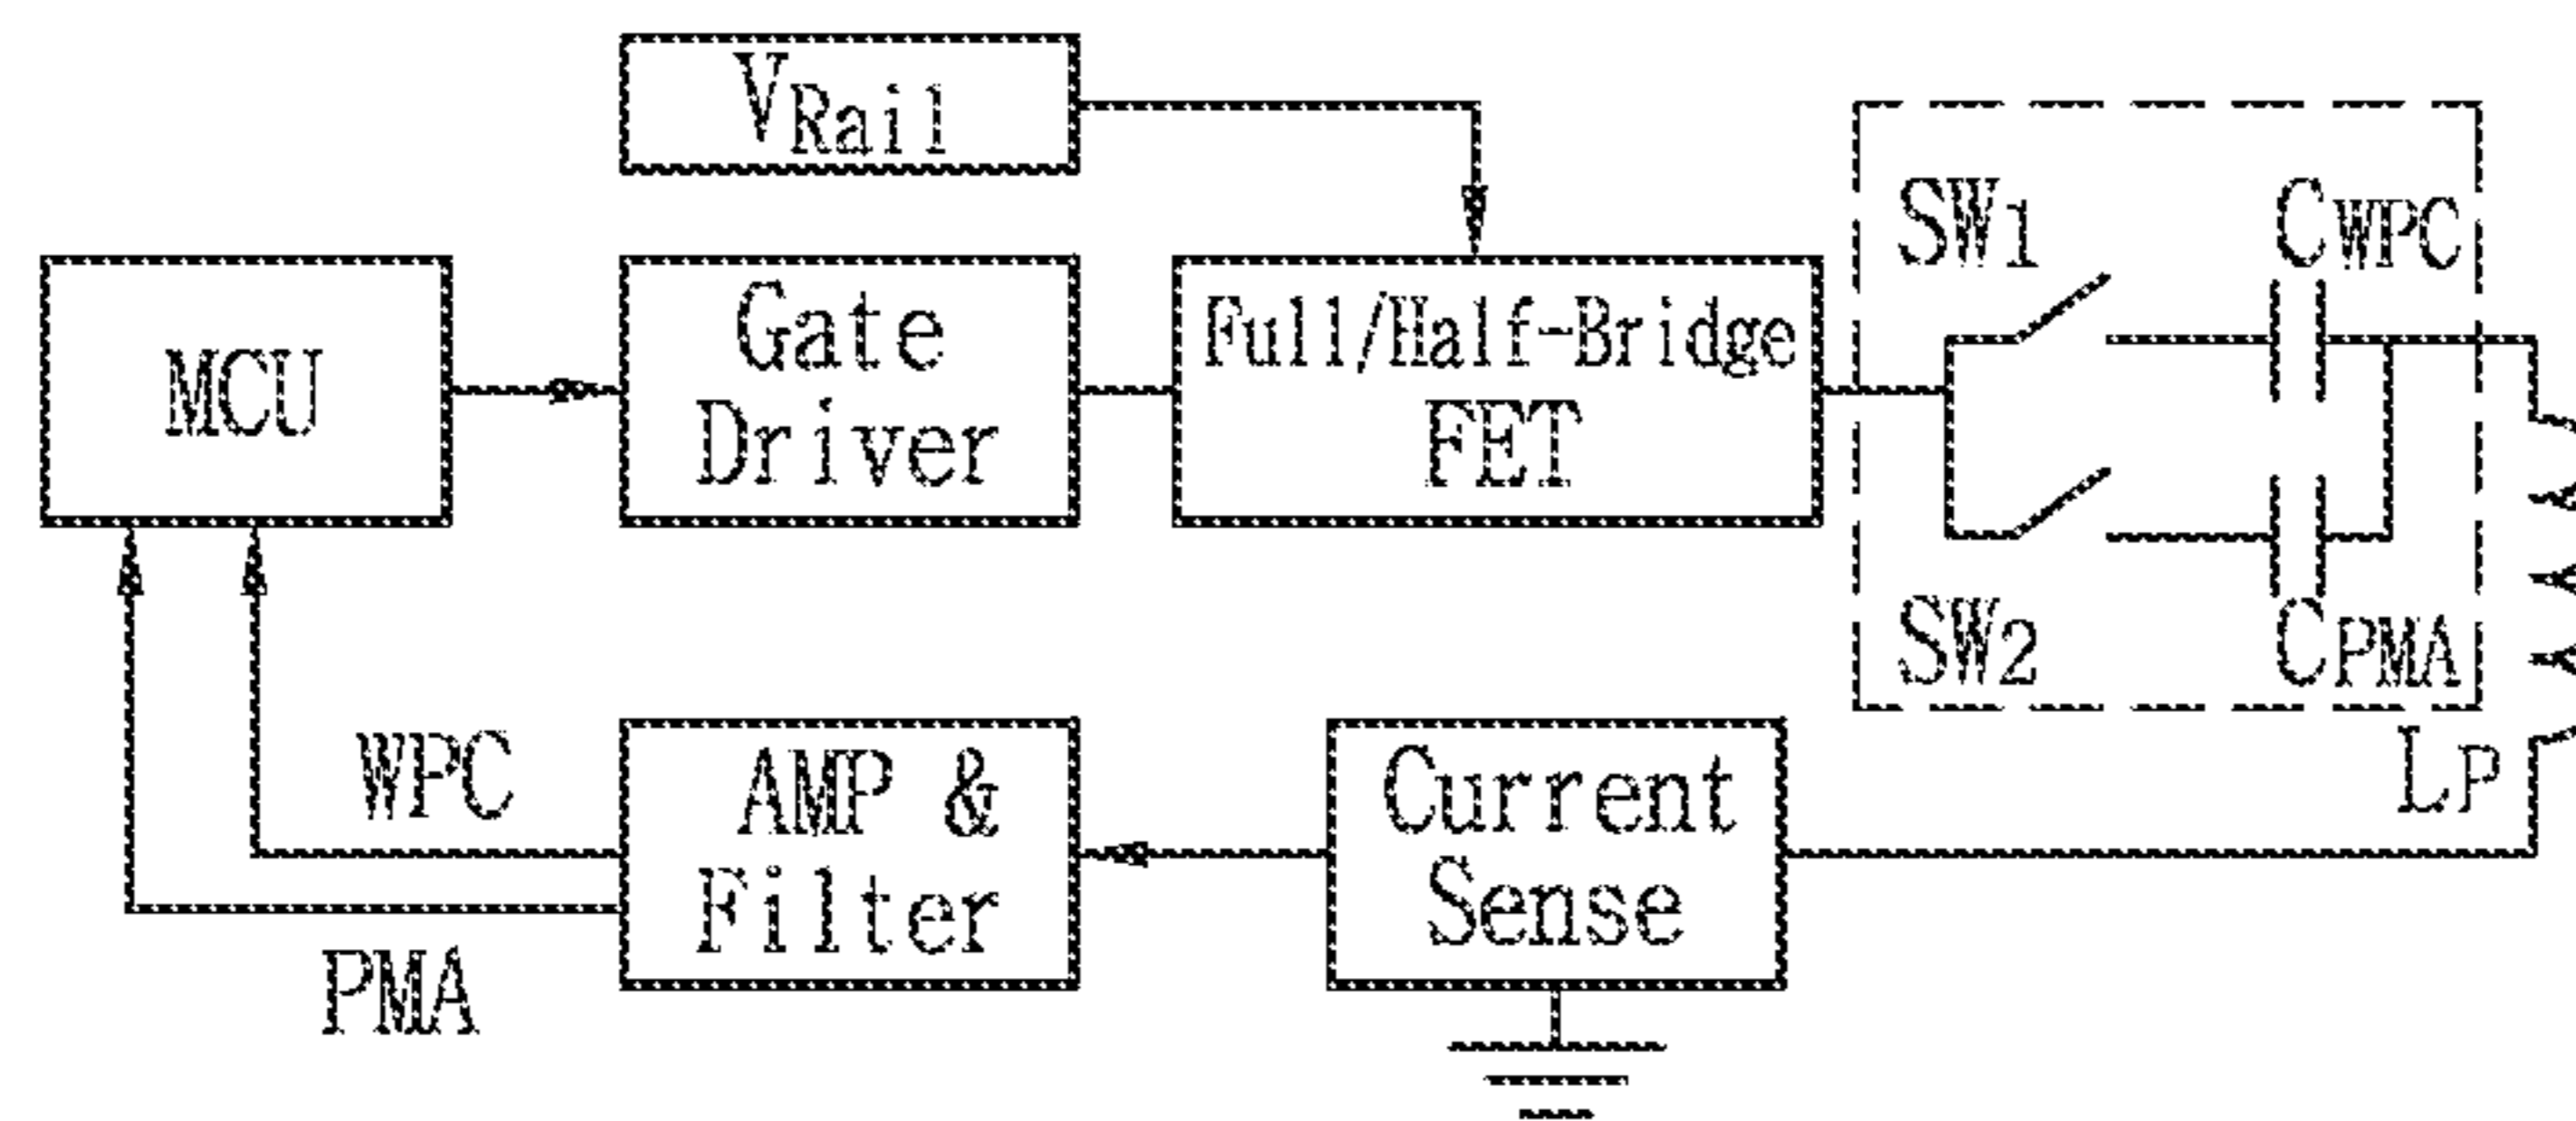 VRail
MCU
Gate
Driver
Full/Half-Bridge
FET
SW1
CWPC
SW2
CPMA
LP
WPC
PMA
AMP &
Filter
Current
Sense